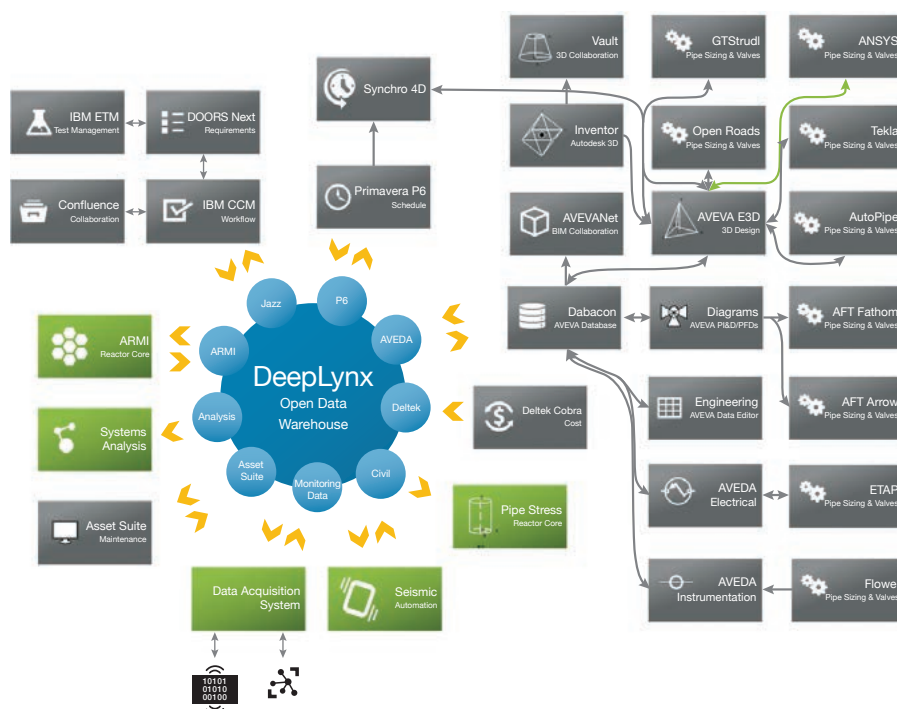 Vault
3D Collaboration
GTStrudl
Pipe Sizing & Valves
ANSYS
Pipe Sizing & Valves
Synchro 4D
IBM ETM
Test Management
DOORS Next
Requirements
Inventor
Autodesk 3D
Open Roads
Pipe Sizing & Valves
Tekla
Pipe Sizing & Valves
Confluence
Collaboration
IBM CCM
Workflow
Primavera P6
Schedule
AVEVANet
BIM Collaboration
AVEVA E3D
3D Design
AutoPipe
Pipe Sizing & Valves
Jazz
P6
Dabacon
AVEVA Database
Diagrams
AVEVA PI&D/PFDs
AFT Fathom
Pipe Sizing & Valves
ARMI
Reactor Core
ARMI
AVEDA
DeepLynx
Open Data
Warehouse
Analysis
Deltek
Deltek Cobra
Cost
Engineering
AVEVA Data Editor
AFT Arrow
Pipe Sizing & Valves
Systems
Analysis
Asset
Suite
Monitoring
Data
Civil
AVEDA
Electrical
ETAP
Pipe Sizing & Valves
Asset Suite
Maintenance
Pipe Stress
Reactor Core
Data Acquisition
System
Seismic
Automation
AVEDA
Instrumentation
Flower
Pipe Sizing & Valves
10101
01010
00100